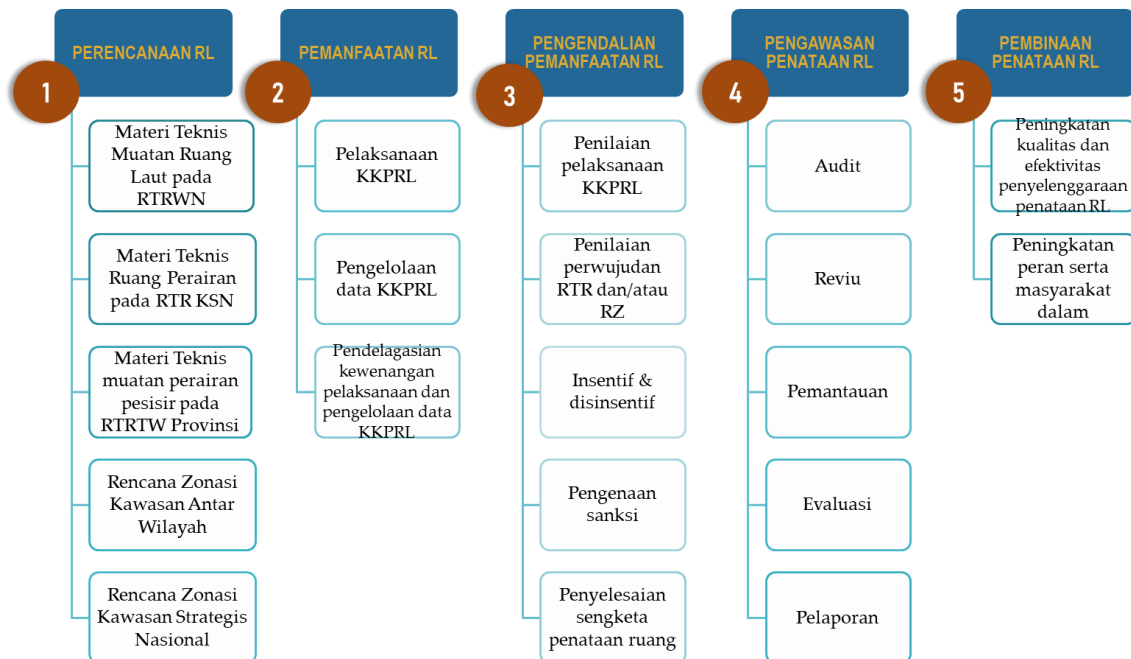 PERENCANAAN RL
1
Materi Teknis
Muatan Ruang
Laut pada
RTRWN
Materi Teknis
Ruang Perairan
pada RTR KSN
Materi Teknis
muatan perairan
pesisir pada
RTRTW Provinsi
Rencana Zonasi
Kawasan Antar
Wilayah
Rencana Zonasi
Kawasan Strategis
Nasional
PEMANFAATAN RL
2
Pelaksanaan
KKPRL
Pengelolaan
data KKPRL
Pendelagasian
kewenangan
pelaksanaan dan
pengelolaan data
KKPRL
PENGENDALIAN
PEMANFAATAN RL
3
Penilaian
pelaksanaan
KKPRL
Penilaian
perwujudan
RTR dan/atau
RZ
Insentif &
disinsentif
Pengenaan
sanksi
Penyelesaian
sengketa
penataan ruang
PENGAWASAN
PENATAAN RL
4
Audit
Reviu
Pemantauan
Evaluasi
Pelaporan
PEMBINAAN
PENATAAN RL
5
Peningkatan
kualitas dan
efektivitas
penyelenggaraan
penataan RL
Peningkatan
peran serta
masyarakat
dalam